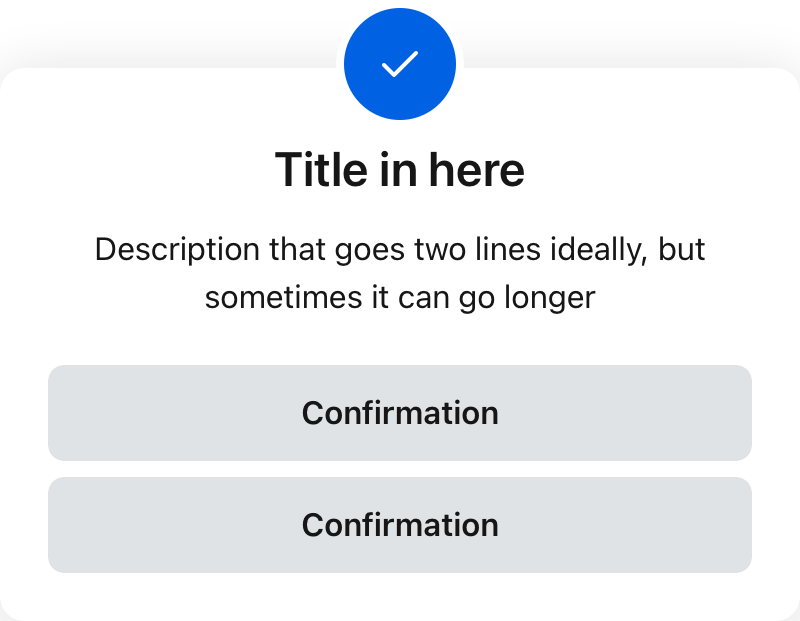 Title in here
Description that goes two lines ideally, but
sometimes it can go longer
Confirmation
Confirmation